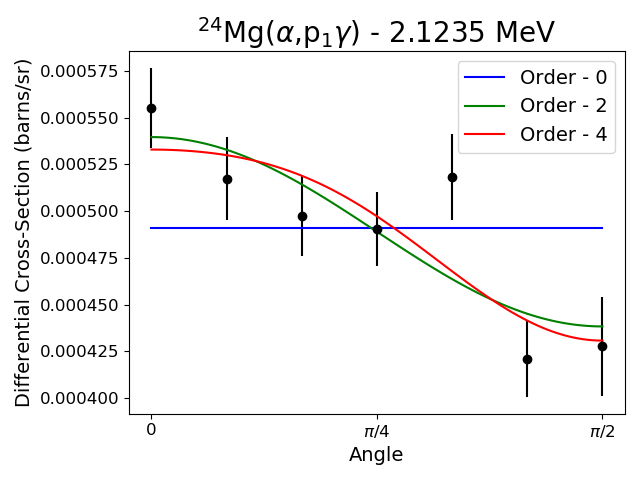 ²⁴Mg(α,p₁γ) - 2.1235 MeV
Differential Cross-Section (barns/sr)
0.000575
0.000550
0.000525
0.000500
0.000475
0.000450
0.000425
0.000400
Order - 0
Order - 2
Order - 4
0 π/4 π/2
Angle